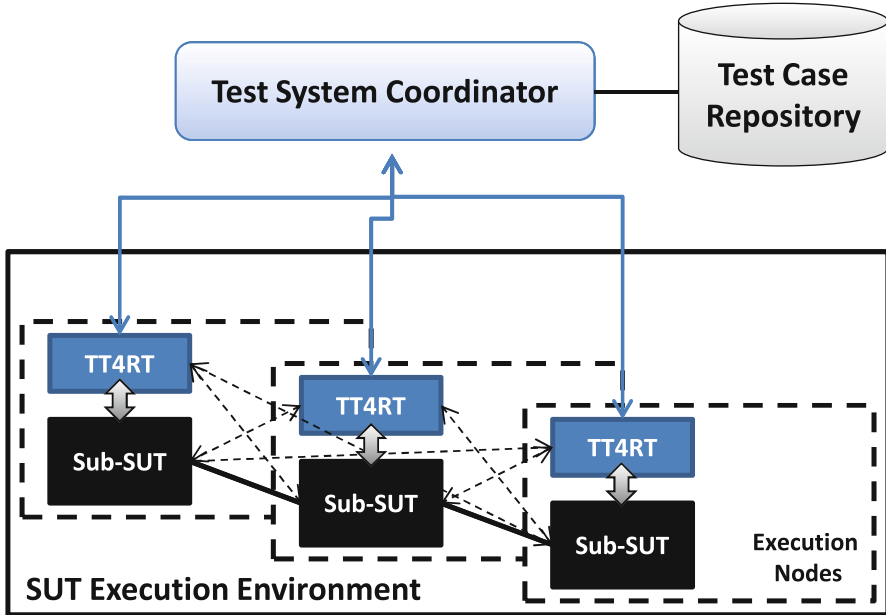 Test System Coordinator
Test Case
Repository
TT4RT
Sub-SUT
TT4RT
Sub-SUT
TT4RT
Sub-SUT
Execution
Nodes
SUT Execution Environment